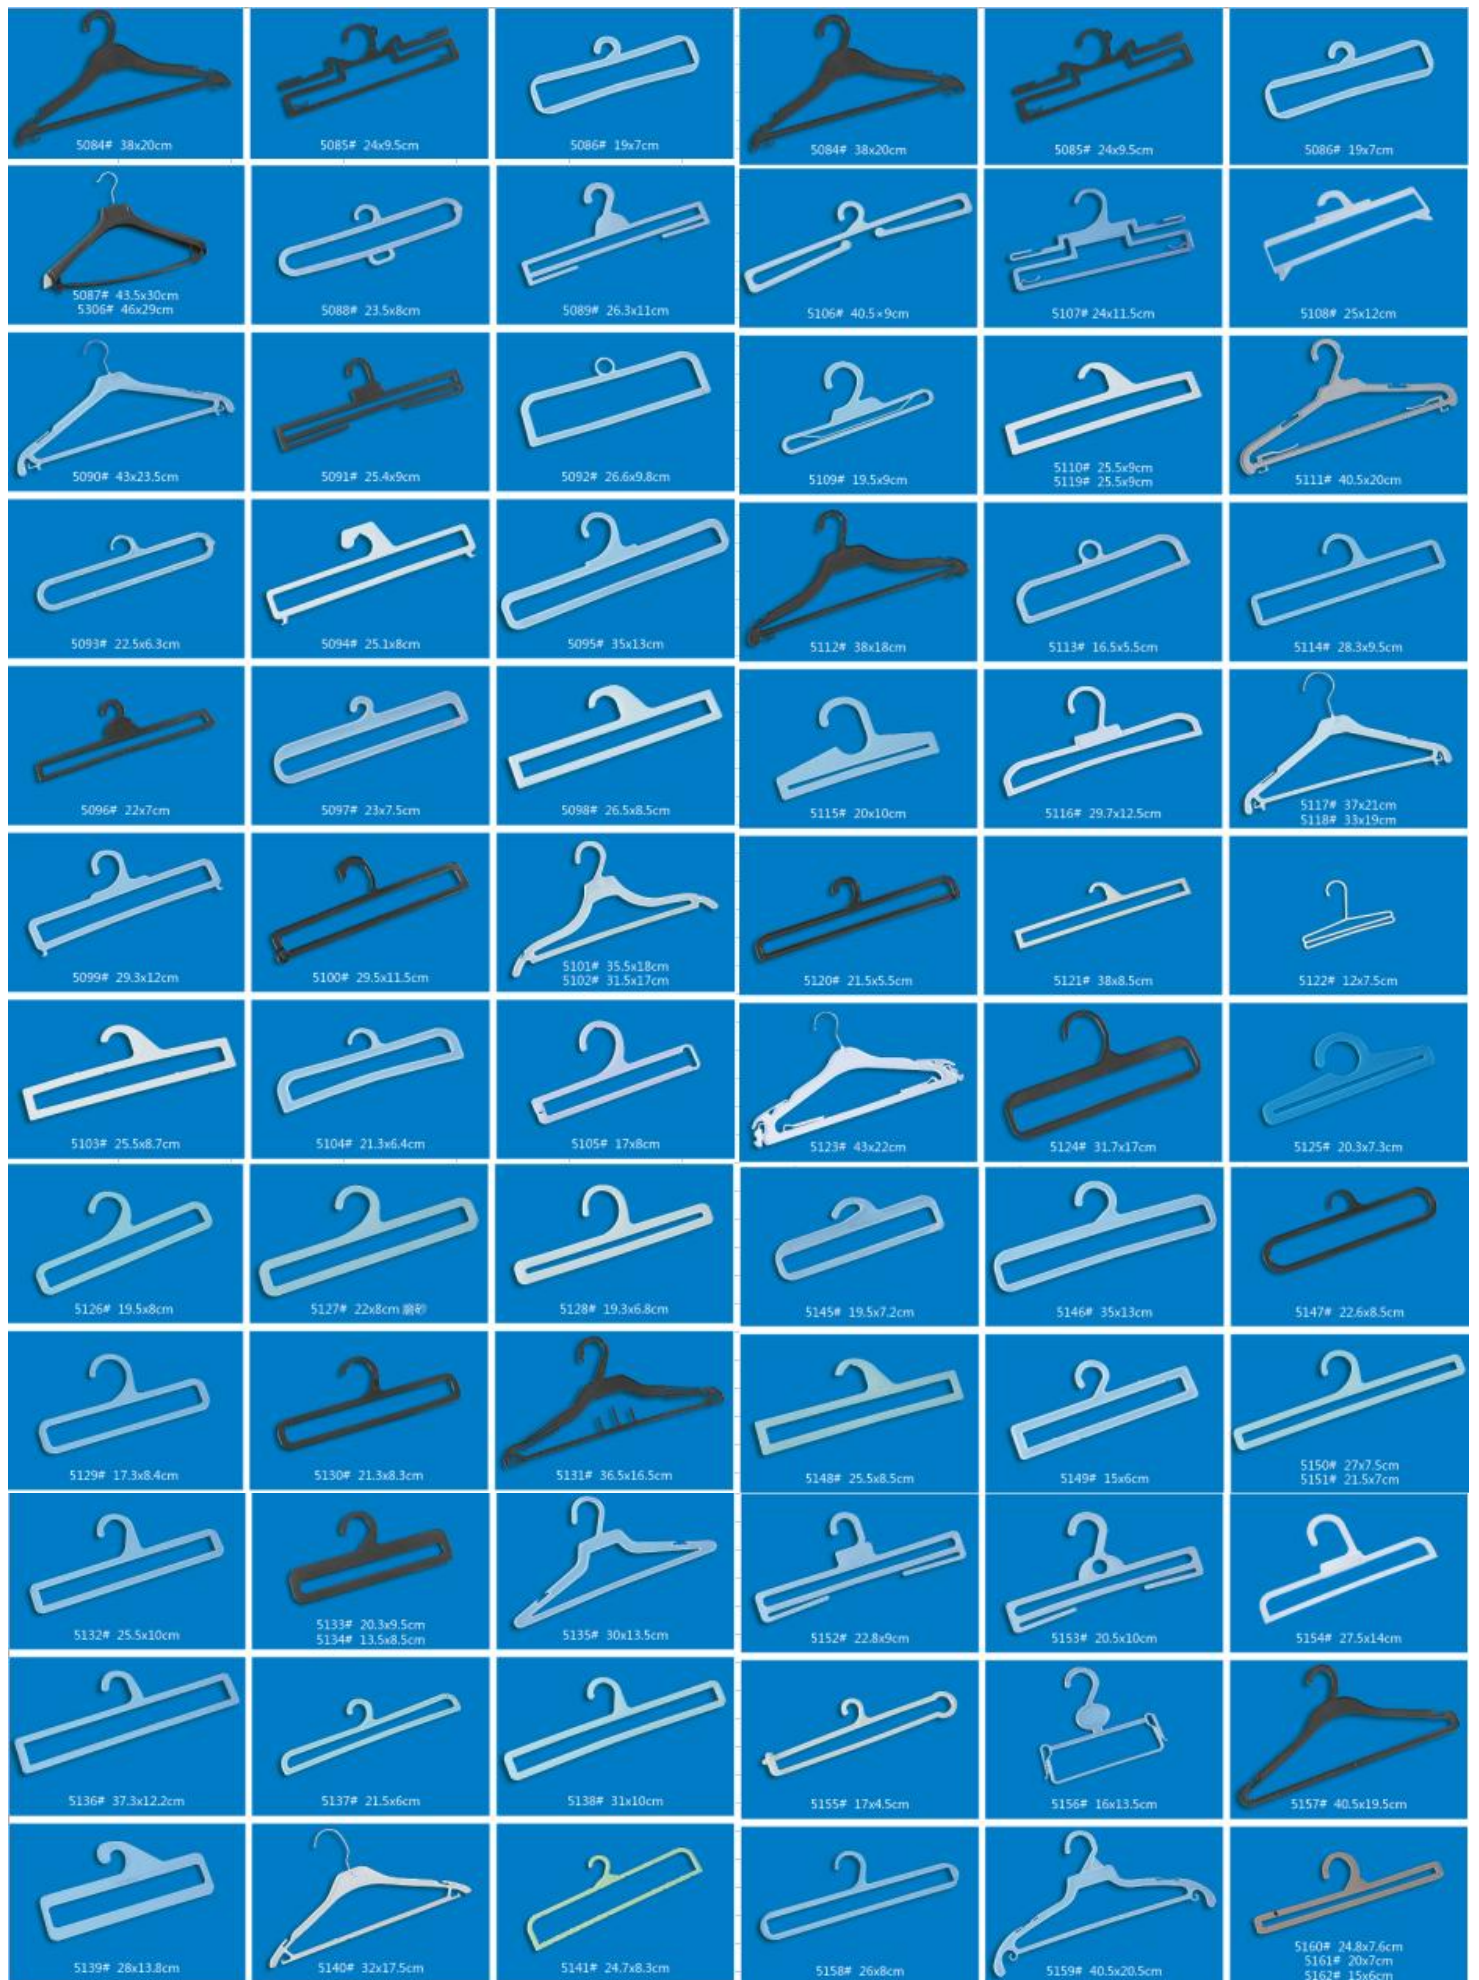 5084# 38x20cm
5085# 24x9.5cm
5086# 19x7cm
5084# 38x20cm
5085# 24x9.5cm
5086# 19x7cm
5087# 43.5x30cm
5306# 46x29cm
5088# 23.5x8cm
5089# 26.3x11cm
5106# 40.5×9cm
5107# 24x11.5cm
5108# 25x12cm
5090# 43x23.5cm
5091# 25.4x9cm
5092# 26.6x9.8cm
5109# 19.5x9cm
5110# 25.5x9cm
5119# 25.5x9cm
5111# 40.5x20cm
5093# 22.5x6.3cm
5094# 25.1x8cm
5095# 35x13cm
5112# 38x18cm
5113# 16.5x5.5cm
5114# 28.3x9.5cm
5096# 22x7cm
5097# 23x7.5cm
5098# 26.5x8.5cm
5115# 20x10cm
5116# 29.7x12.5cm
5117# 37x21cm
5118# 33x19cm
5099# 29.3x12cm
5100# 29.5x11.5cm
5101# 35.5x18cm
5102# 31.5x17cm
5120# 21.5x5.5cm
5121# 38x8.5cm
5122# 12x7.5cm
5103# 25.5x8.7cm
5104# 21.3x6.4cm
5105# 17x8cm
5123# 43x22cm
5124# 31.7x17cm
5125# 20.3x7.3cm
5126# 19.5x8cm
5127# 22x8cm 磨砂
5128# 19.3x6.8cm
5145# 19.5x7.2cm
5146# 35x13cm
5147# 22.6x8.5cm
5129# 17.3x8.4cm
5130# 21.3x8.3cm
5131# 36.5x16.5cm
5148# 25.5x8.5cm
5149# 15x6cm
5150# 27x7.5cm
5151# 21.5x7cm
5132# 25.5x10cm
5133# 20.3x9.5cm
5134# 13.5x8.5cm
5135# 30x13.5cm
5152# 22.8x9cm
5153# 20.5x10cm
5154# 27.5x14cm
5136# 37.3x12.2cm
5137# 21.5x6cm
5138# 31x10cm
5155# 17x4.5cm
5156# 16x13.5cm
5157# 40.5x19.5cm
5139# 28x13.8cm
5140# 32x17.5cm
5141# 24.7x8.3cm
5158# 26x8cm
5159# 40.5x20.5cm
5160# 24.8x7.6cm
5161# 20x7cm
5162# 15x6cm